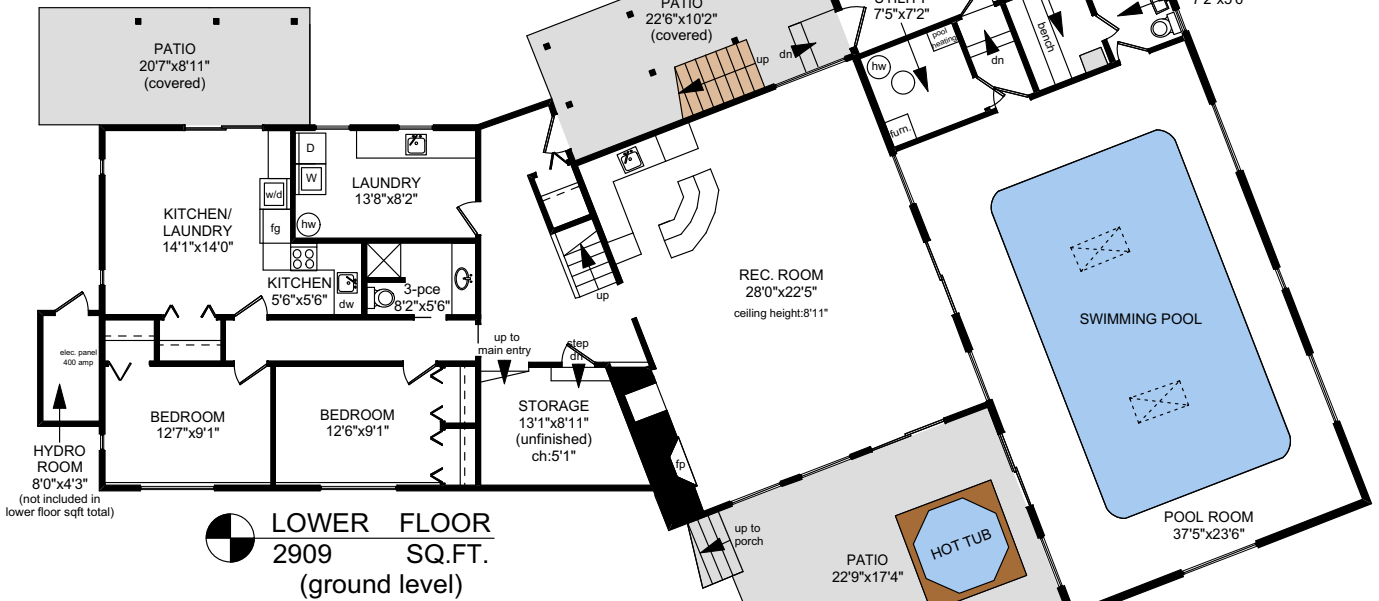 PATIO
20'7"x8'11"
(covered)
PATIO
22'6"x10'2"
(covered)
up
dn
UTILITY
7'5"x7'2"
pool
heating
hw
furn.
dn
bench
7'2"x5'6"
KITCHEN/
LAUNDRY
14'1"x14'0"
D
W
w/d
fg
hw
LAUNDRY
13'8"x8'2"
KITCHEN
5'6"x5'6"
dw
3-pce
8'2"x5'6"
up
REC. ROOM
28'0"x22'5"
ceiling height:8'11"
SWIMMING POOL
elec. panel
400 amp
up to
main entry
step
dn
BEDROOM
12'7"x9'1"
BEDROOM
12'6"x9'1"
STORAGE
13'1"x8'11"
(unfinished)
ch:5'1"
fp
HYDRO
ROOM
8'0"x4'3"
(not included in
lower floor sqft total)
up to
porch
PATIO
22'9"x17'4"
HOT TUB
POOL ROOM
37'5"x23'6"
LOWER FLOOR
2909 SQ.FT.
(ground level)